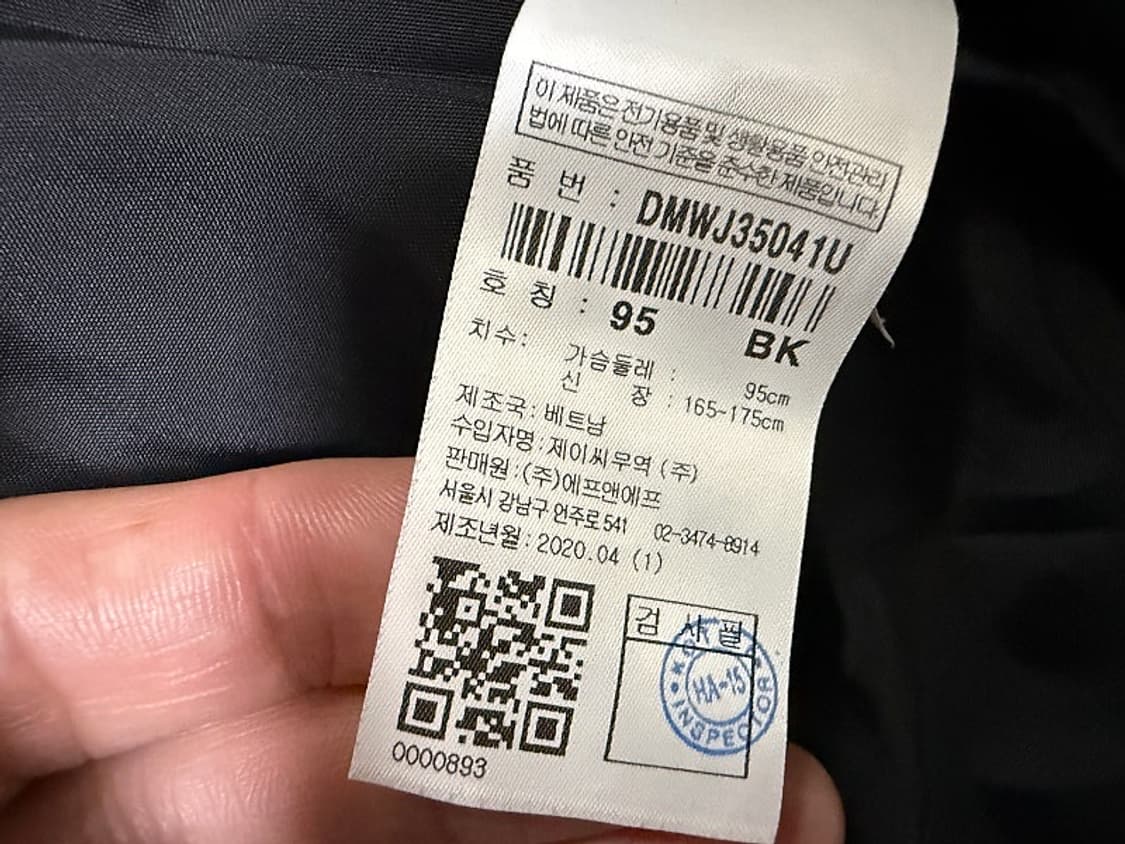 이 제품은 전기용품 및 생활용품 안전관리
법에 따른 안전 기준을 준수한 제품입니다.
품 번 : DMWJ35041U
호 칭 : 95 BK
치수: 가슴둘레 : 95cm
신 장 : 165-175cm
제조국: 베트남
수입자명: 제이씨무역 (주)
판매원:(주)에프앤에프
서울시 강남구 언주로541 02-3474-8914
제조년월: 2020.04 (1)
검 사 필
HA-15
INSPECTOR
0000893